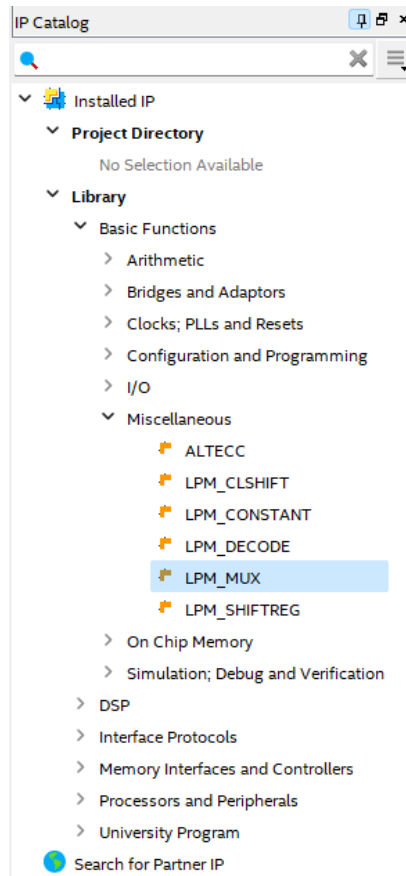 IP Catalog
Installed IP
Project Directory
No Selection Available
Library
Basic Functions
Arithmetic
Bridges and Adaptors
Clocks; PLLs and Resets
Configuration and Programming
I/O
Miscellaneous
ALTECC
LPM_CLSHIFT
LPM_CONSTANT
LPM_DECODE
LPM_MUX
LPM_SHIFTREG
On Chip Memory
Simulation; Debug and Verification
DSP
Interface Protocols
Memory Interfaces and Controllers
Processors and Peripherals
University Program
Search for Partner IP